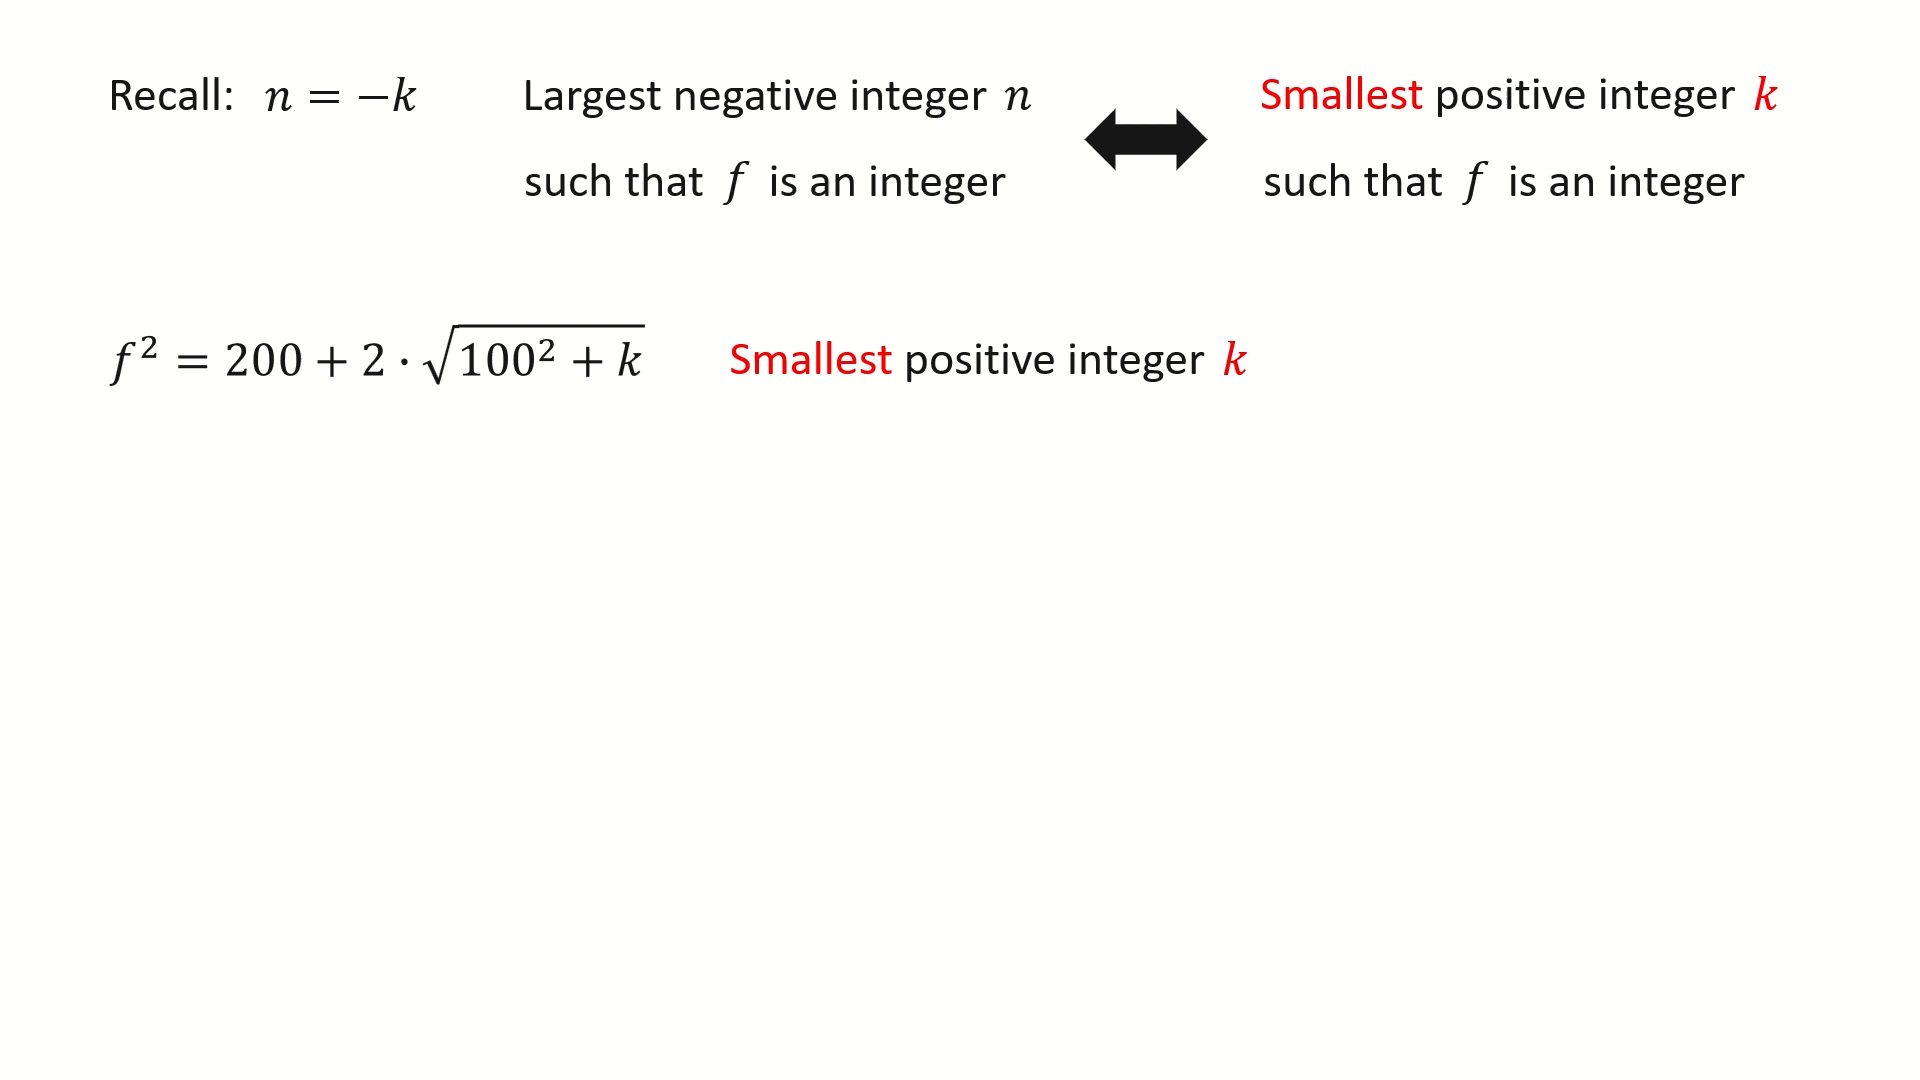 Recall: n = −k Largest negative integer n Smallest positive integer k
such that f is an integer such that f is an integer
f² = 200 + 2 · √(100² + k) Smallest positive integer k